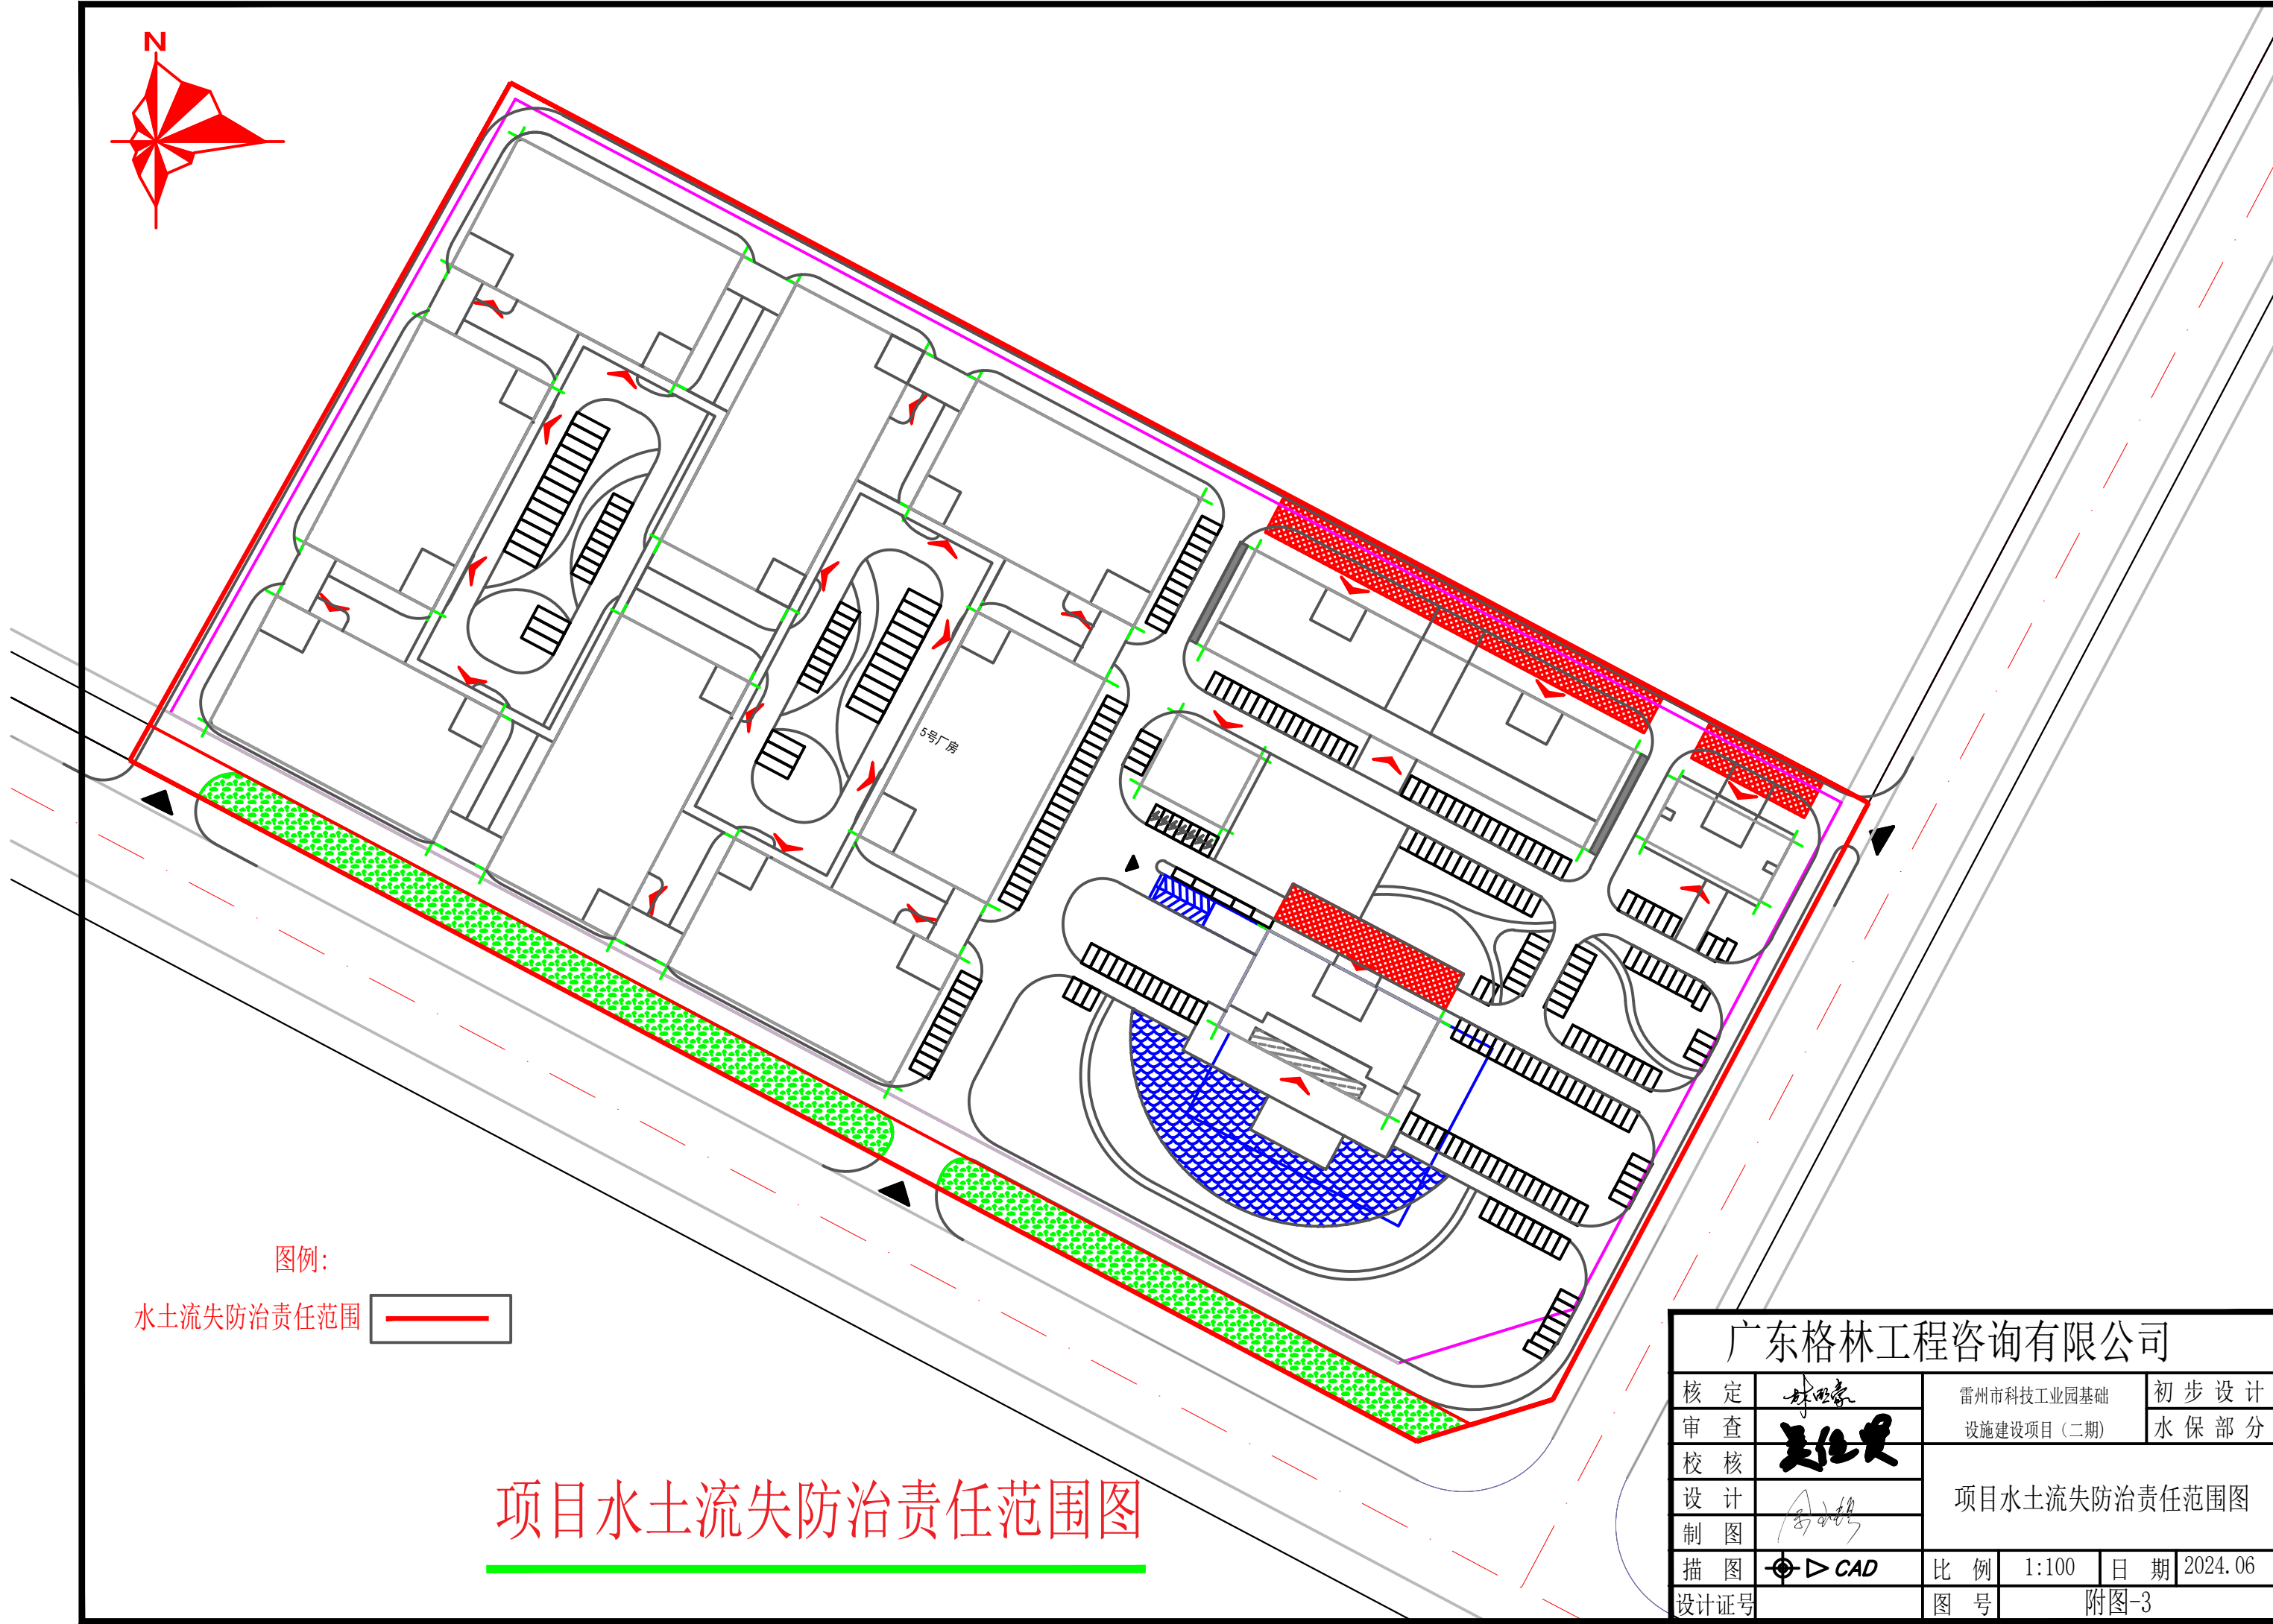 N
5号厂房
图例:
水土流失防治责任范围
项目水土流失防治责任范围图
广东格林工程咨询有限公司
核 定
雷州市科技工业园基础
设施建设项目（二期）
初 步 设 计
审 查
水 保 部 分
校 核
设 计
项目水土流失防治责任范围图
制 图
描 图 CAD
比 例 1:100 日 期 2024.06
设计证号
图 号 附图-3